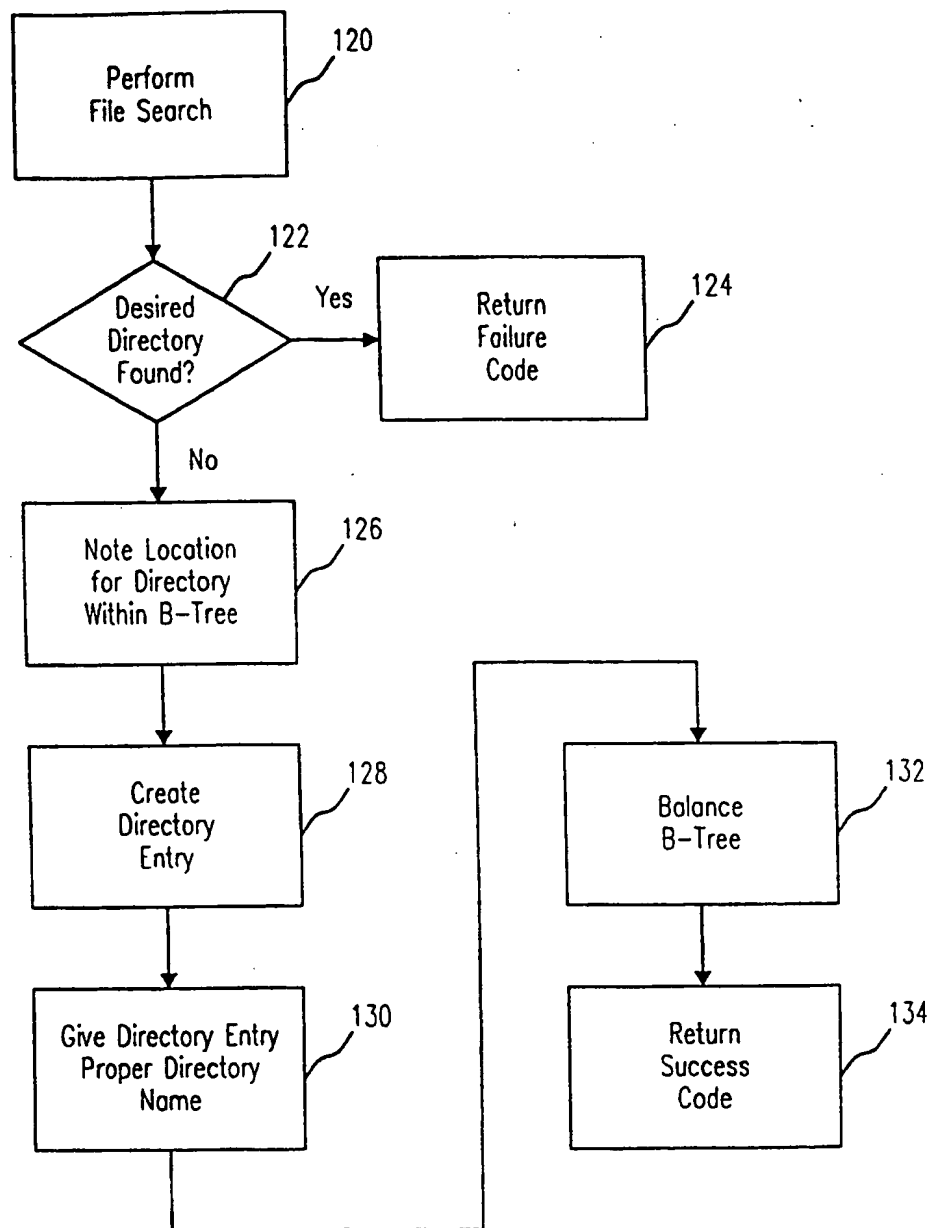 Perform
File Search
120
122
Desired
Directory
Found?
Yes
Return
Failure
Code
124
No
Note Location
for Directory
Within B-Tree
126
Create
Directory
Entry
128
Give Directory Entry
Proper Directory
Name
130
Balance
B-Tree
132
Return
Success
Code
134